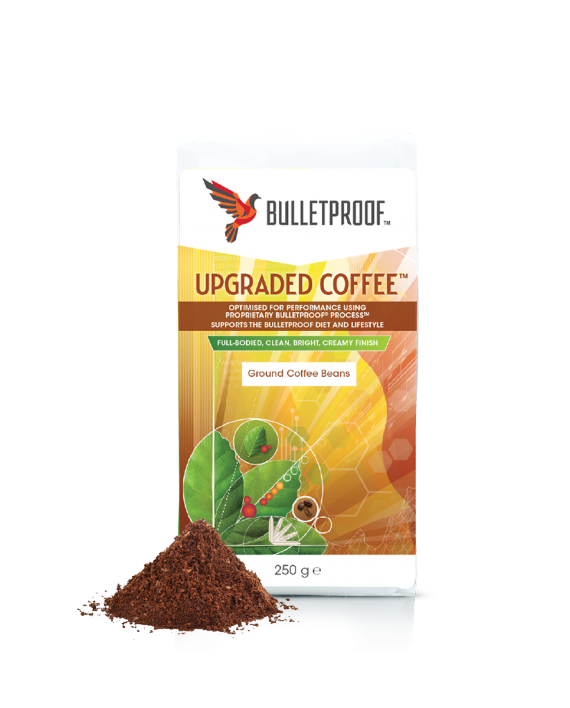 BULLETPROOF™
UPGRADED COFFEE™
OPTIMISED FOR PERFORMANCE USING
PROPRIETARY BULLETPROOF® PROCESS™
SUPPORTS THE BULLETPROOF DIET AND LIFESTYLE
FULL-BODIED, CLEAN, BRIGHT, CREAMY FINISH
Ground Coffee Beans
250 g ℮